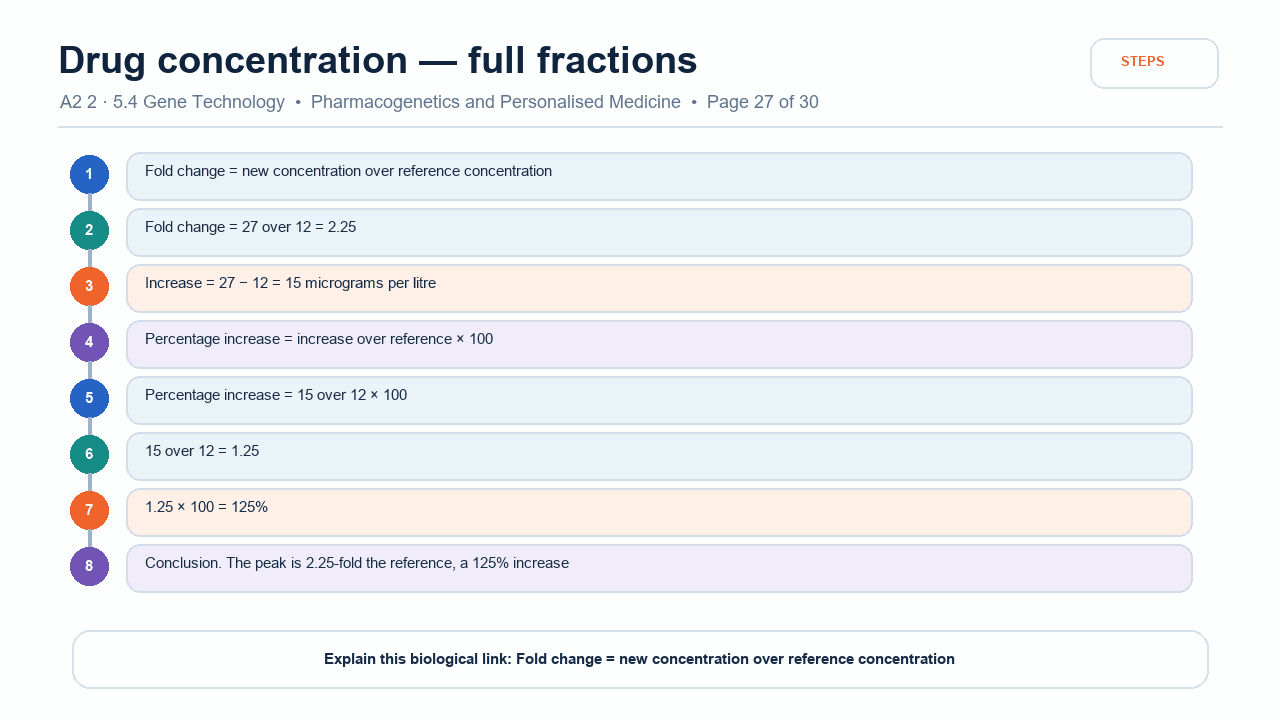 Drug concentration — full fractions
STEPS
A2 2 · 5.4 Gene Technology • Pharmacogenetics and Personalised Medicine • Page 27 of 30
1 Fold change = new concentration over reference concentration
2 Fold change = 27 over 12 = 2.25
3 Increase = 27 − 12 = 15 micrograms per litre
4 Percentage increase = increase over reference × 100
5 Percentage increase = 15 over 12 × 100
6 15 over 12 = 1.25
7 1.25 × 100 = 125%
8 Conclusion. The peak is 2.25-fold the reference, a 125% increase
Explain this biological link: Fold change = new concentration over reference concentration